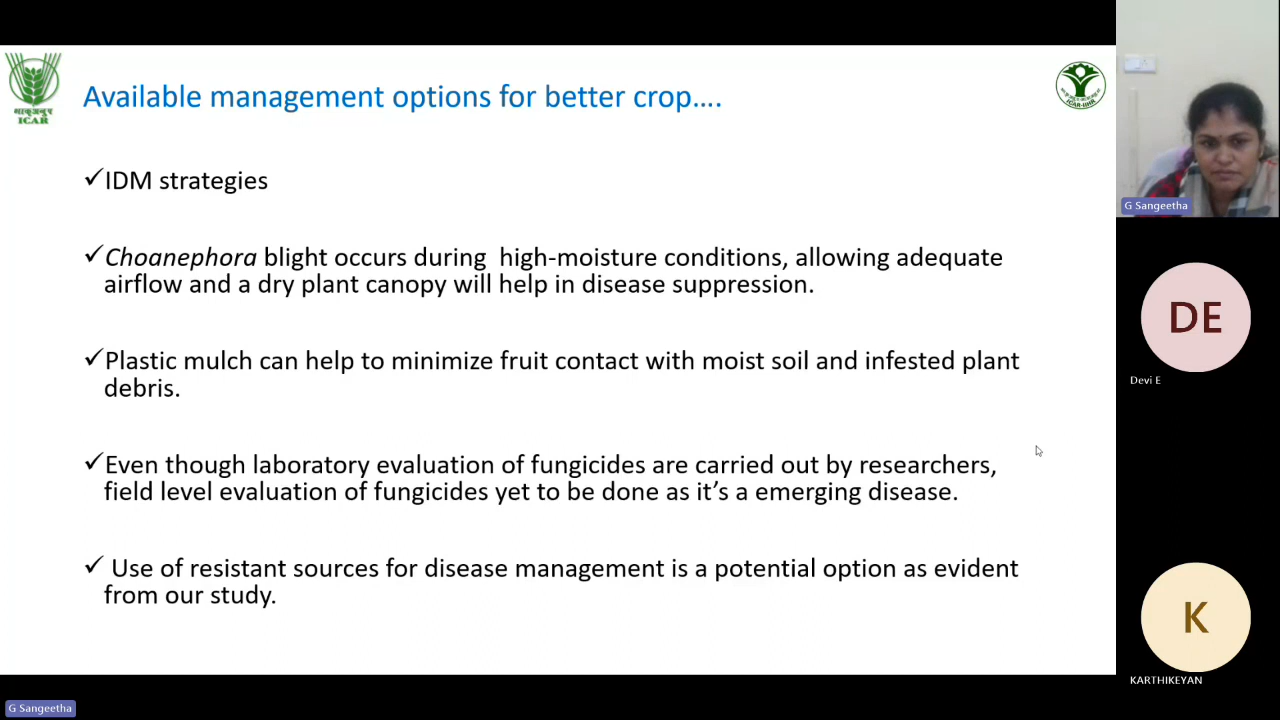 Available management options for better crop....
✓IDM strategies
✓Choanephora blight occurs during high-moisture conditions, allowing adequate
airflow and a dry plant canopy will help in disease suppression.
✓Plastic mulch can help to minimize fruit contact with moist soil and infested plant
debris.
✓Even though laboratory evaluation of fungicides are carried out by researchers,
field level evaluation of fungicides yet to be done as it's a emerging disease.
✓ Use of resistant sources for disease management is a potential option as evident
from our study.
ICAR
ICAR-IIHR
G Sangeetha
DE
Devi E
K
KARTHIKEYAN
G Sangeetha